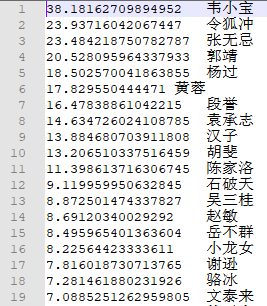 1 38.18162709894952 韦小宝
2 23.93716042067447 令狐冲
3 23.484218750782787 张无忌
4 20.528095964337933 郭靖
5 18.502570041863855 杨过
6 17.829550444471 黄蓉
7 16.47838861042215 段誉
8 14.634726024108785 袁承志
9 13.884680703911808 汉子
10 13.206510337516459 胡斐
11 11.398613716306745 陈家洛
12 9.119959950632845 石破天
13 8.872501474337827 吴三桂
14 8.69120340029292 赵敏
15 8.495965401363604 岳不群
16 8.22564423333611 小龙女
17 7.816018730713765 谢逊
18 7.281461880231926 骆冰
19 7.088525126295980​5 文泰来